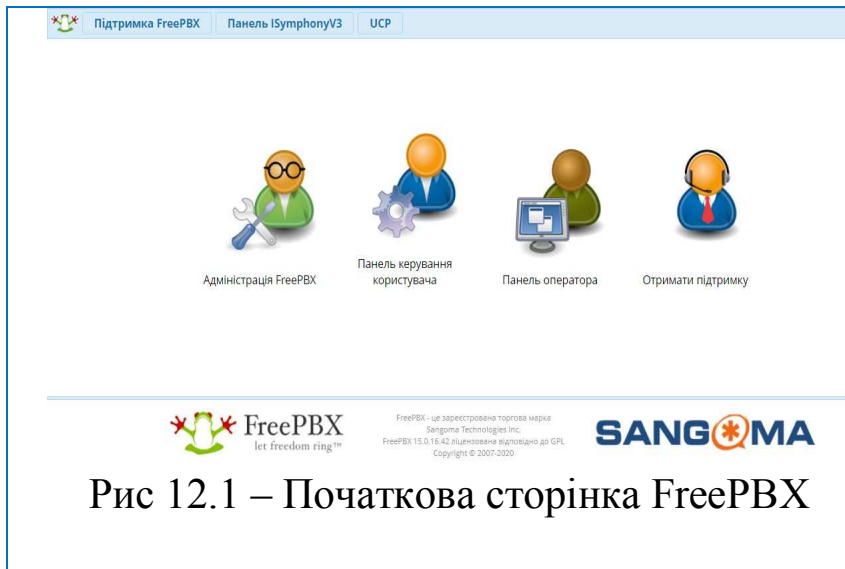 Підтримка FreePBX Панель ISymphonyV3 UCP
Адміністрація FreePBX
Панель керування
користувача
Панель оператора
Отримати підтримку
FreePBX
let freedom ring™
FreePBX - це зареєстрована торгова марка
Sangoma Technologies Inc.
FreePBX 15.0.16.42 ліцензована відповідно до GPL
Copyright © 2007-2020
SANGOMA
Рис 12.1 – Початкова сторінка FreePBX